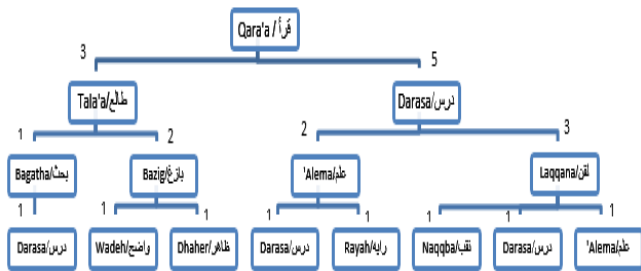 Qara'a / قرأ
3
5
Tala'a/طالع
Darasa/درس
1
2
2
3
Bagatha/بحث
Bazig/بازغ
'Alema/علم
Laqqana/لقن
1
1
1
1
1
1
1
1
Darasa/درس
Wadeh/واضح
Dhaher/ظاهر
Darasa/درس
Rayah/رايه
Naqqba/نقب
Darasa/درس
'Alema/علم